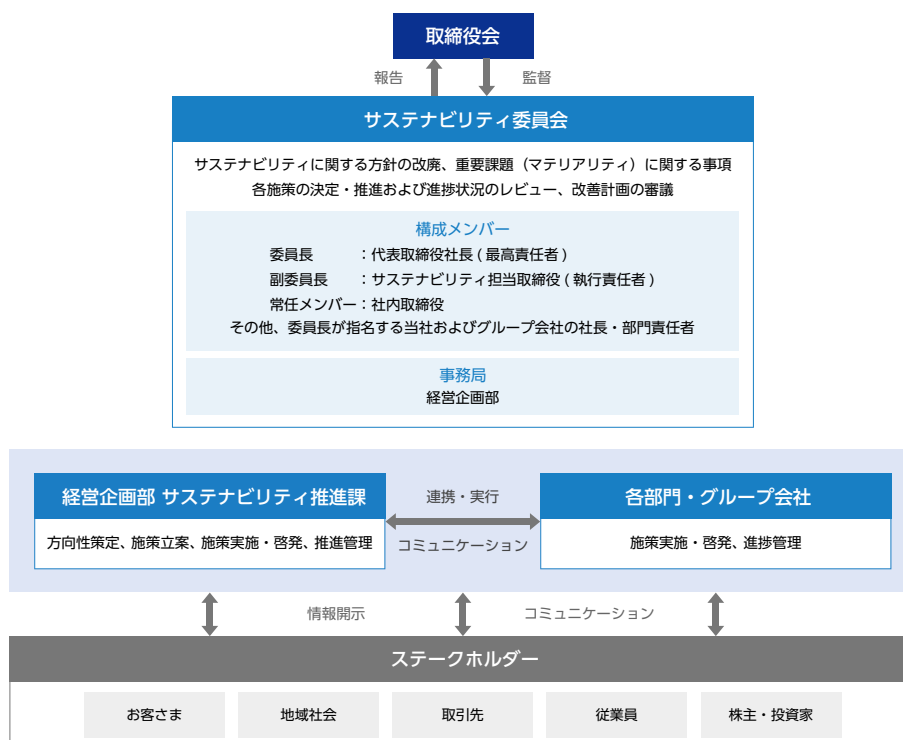 取締役会
報告
監督
サステナビリティ委員会
サステナビリティに関する方針の改廃、重要課題（マテリアリティ）に関する事項
各施策の決定・推進および進捗状況のレビュー、改善計画の審議
構成メンバー
委員長　　：代表取締役社長 ( 最高責任者 )
副委員長　：サステナビリティ担当取締役 ( 執行責任者 )
常任メンバー：社内取締役
その他、委員長が指名する当社およびグループ会社の社長・部門責任者
事務局
経営企画部
経営企画部 サステナビリティ推進課
方向性策定、施策立案、施策実施・啓発、推進管理
連携・実行
コミュニケーション
各部門・グループ会社
施策実施・啓発、進捗管理
情報開示
コミュニケーション
ステークホルダー
お客さま
地域社会
取引先
従業員
株主・投資家